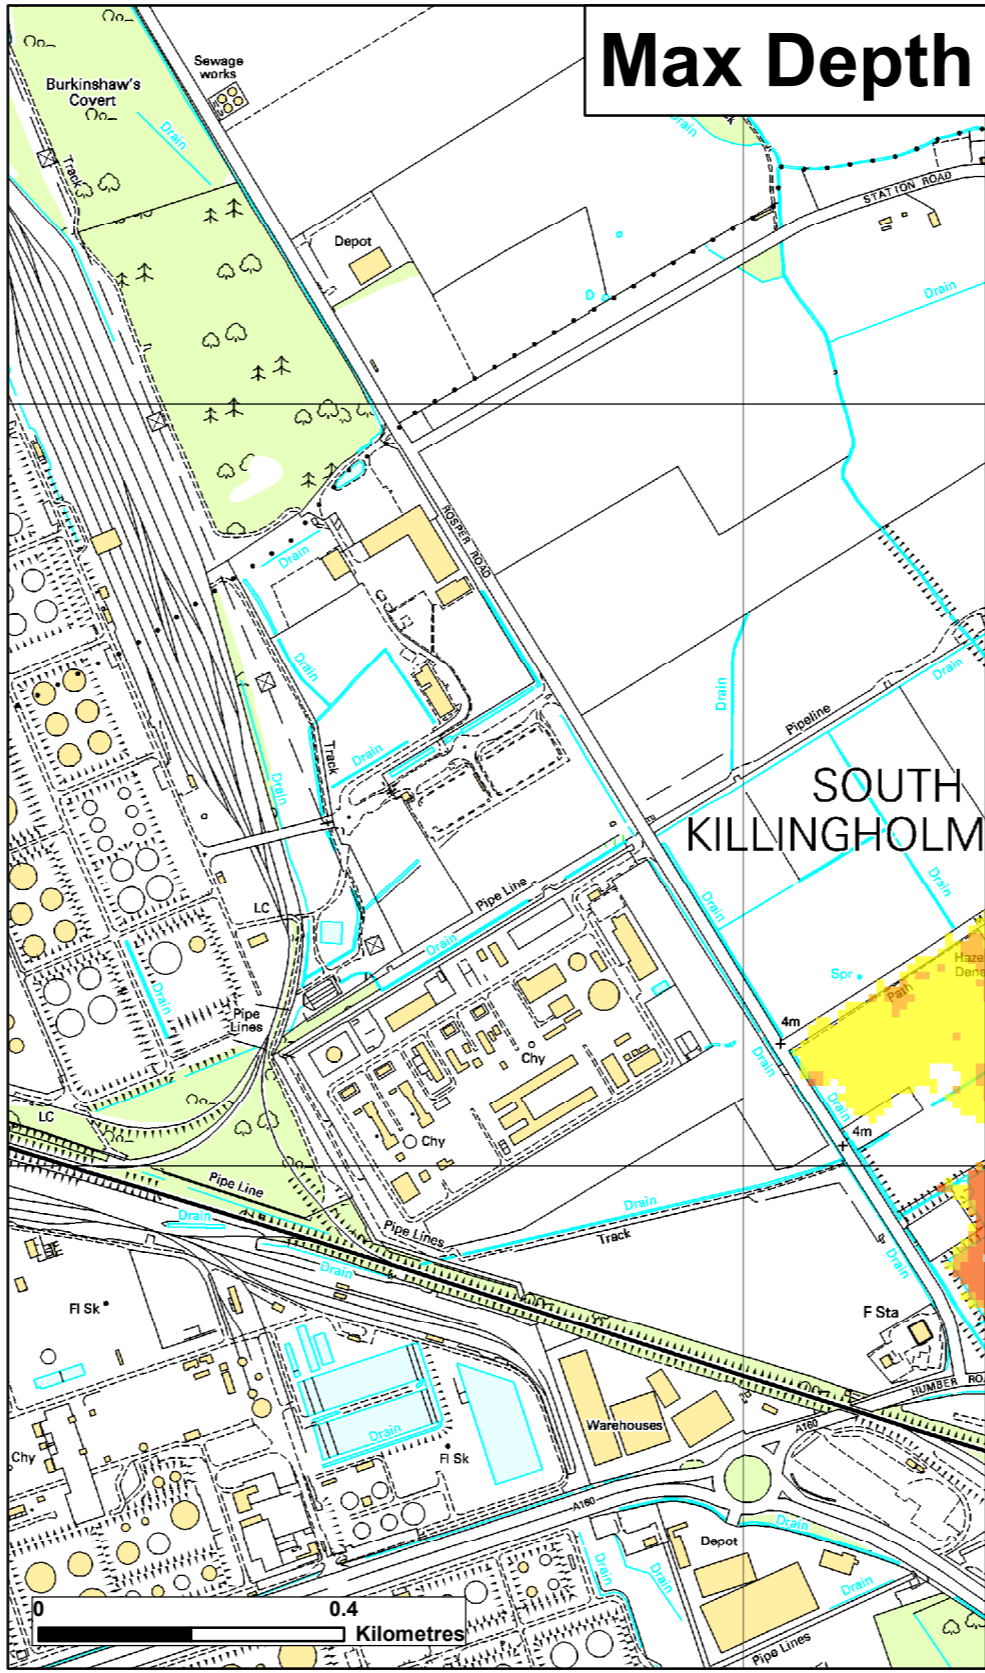 Max Depth
Sewage
works
Burkinshaw's
Covert
Drain
Track
Drain
STATION ROAD
Depot
Drain
D
ROSPER ROAD
Drain
Drain
Drain
Drain
Pipeline
Track
Drain
Drain
SOUTH
KILLINGHOLM
Drain
Pipe Line
LC
Drain
Drain
Spr
Haze
Dene
Path
Drain
Pipe
Lines
4m
Chy
Drain
Drain
LC
Chy
4m
Pipe Line
Drain
Drain
Track
Pipe Lines
Drain
Drain
Fl Sk
F Sta
HUMBER ROA
Warehouses
A160
Drain
Fl Sk
Chy
A160
Drain
Depot
Drain
Drain
Drain
Pipe Lines
0 0.4
Kilometres